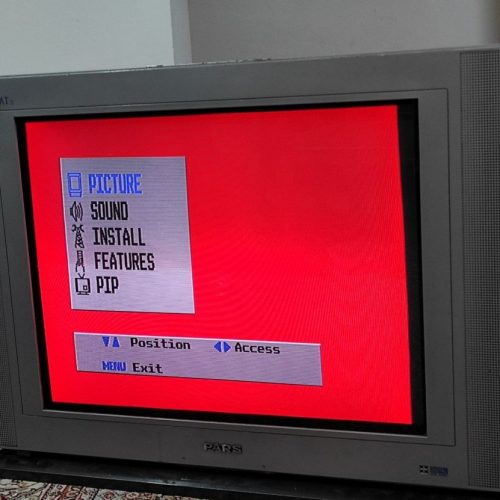 PICTURE
SOUND
INSTALL
FEATURES
PIP
Position Access
MENU Exit
PARS